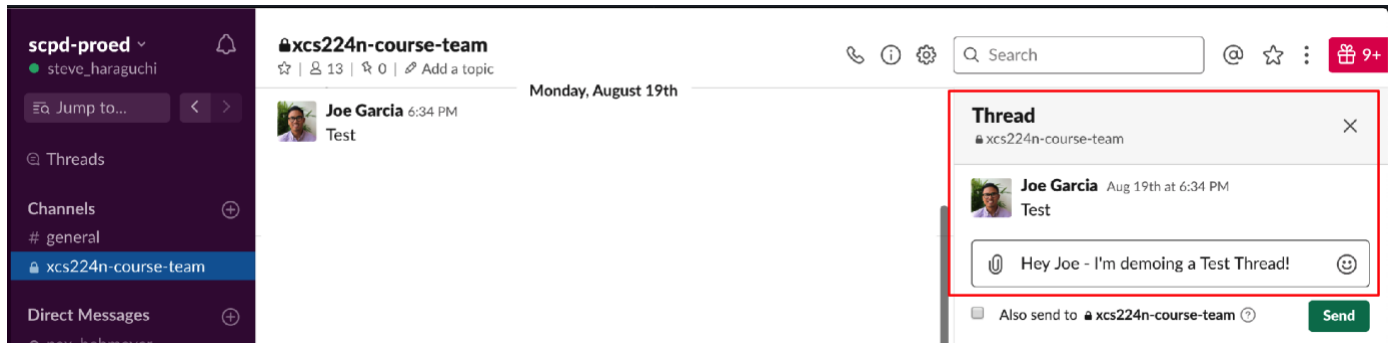 scpd-proed
steve_haraguchi
Jump to...
Threads
Channels
# general
xcs224n-course-team
Direct Messages
xcs224n-course-team
13 | 0 | Add a topic
Search
9+
Monday, August 19th
Joe Garcia 6:34 PM
Test
Thread
xcs224n-course-team
Joe Garcia Aug 19th at 6:34 PM
Test
Hey Joe - I'm demoing a Test Thread!
Also send to xcs224n-course-team
Send